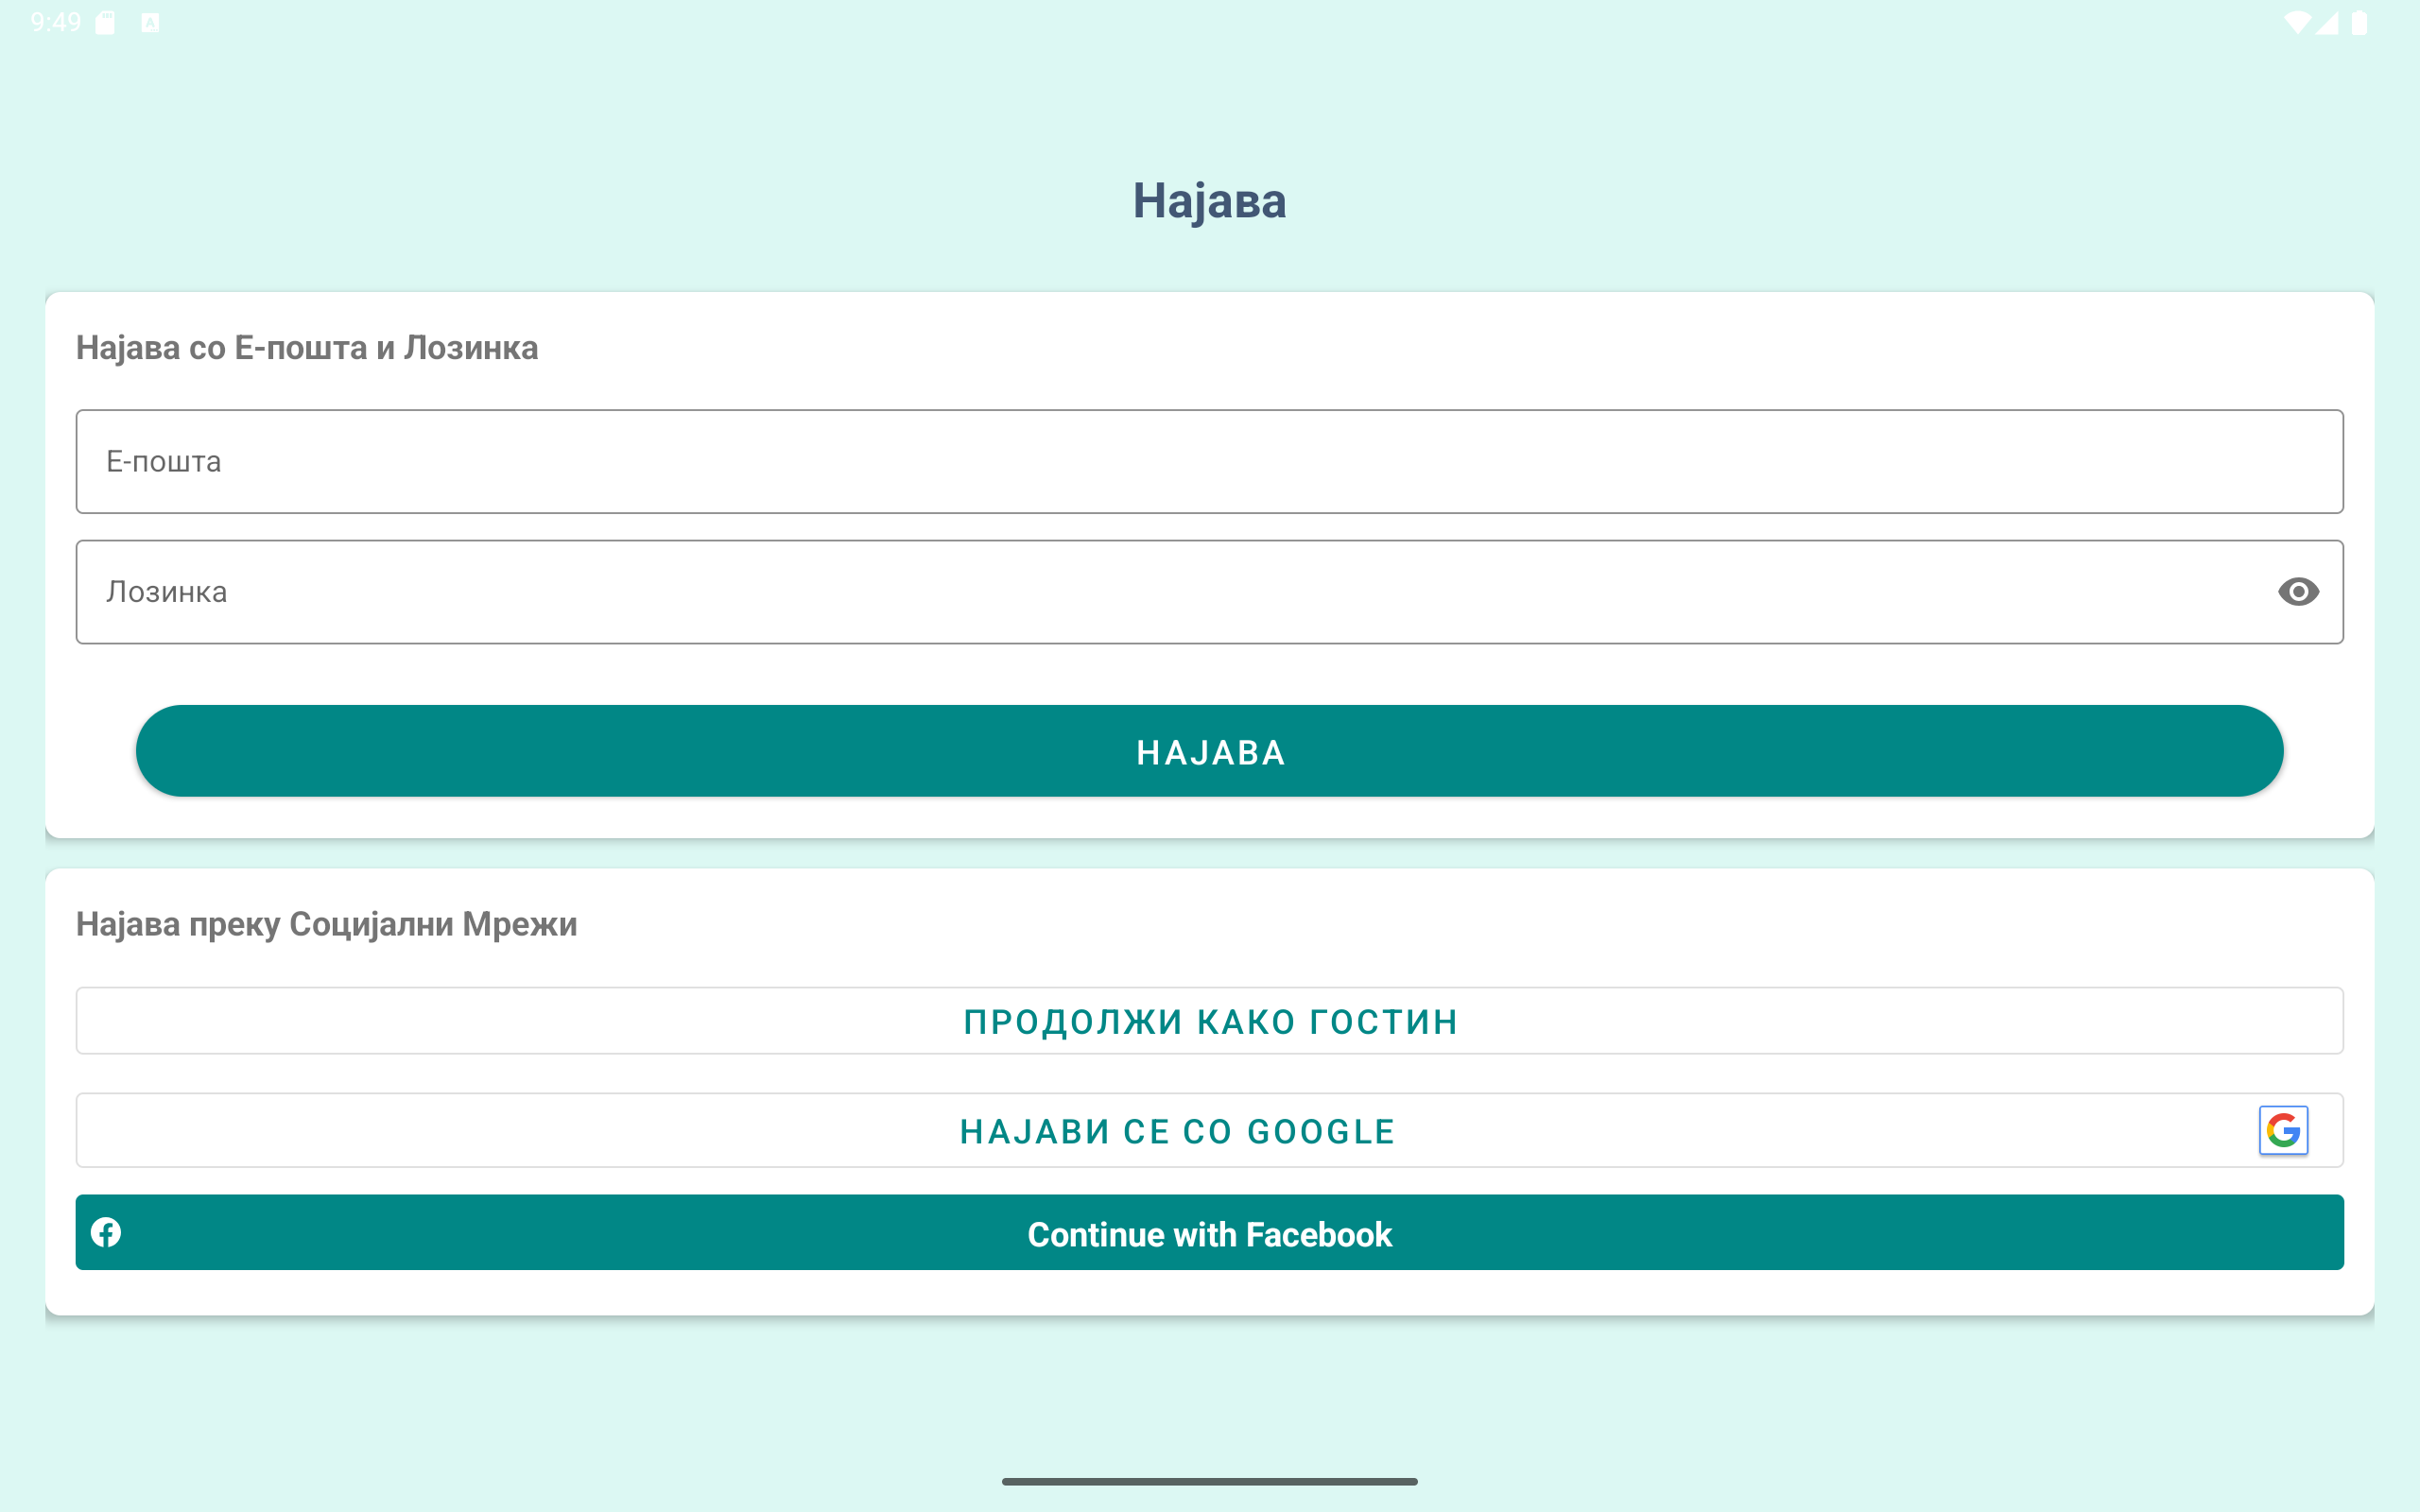 9:49
Најава
Најава со Е-пошта и Лозинка
Е-пошта
Лозинка
НАЈАВА
Најава преку Социјални Мрежи
ПРОДОЛЖИ КАКО ГОСТИН
НАЈАВИ СЕ СО GOOGLE
Continue with Facebook